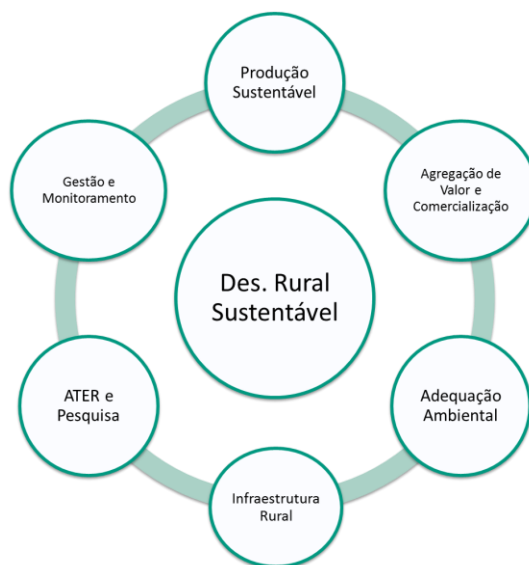 Produção
Sustentável
Agregação de
Valor e
Comercialização
Adequação
Ambiental
Infraestrutura
Rural
ATER e
Pesquisa
Gestão e
Monitoramento
Des. Rural
Sustentável